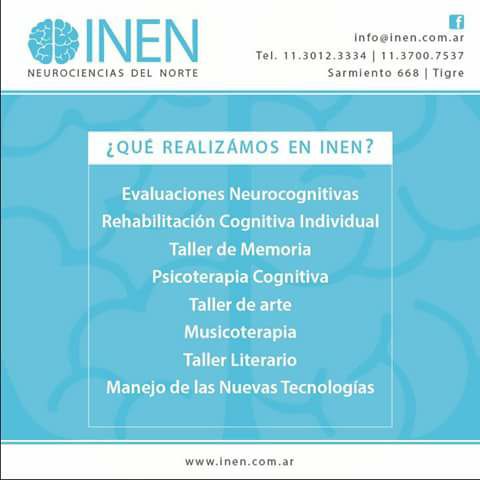 INEN
NEUROCIENCIAS DEL NORTE
f
info@inen.com.ar
Tel. 11.3012.3334 | 11.3700.7537
Sarmiento 668 | Tigre
¿QUÉ REALIZÁMOS EN INEN?
Evaluaciones Neurocognitivas
Rehabilitación Cognitiva Individual
Taller de Memoria
Psicoterapia Cognitiva
Taller de arte
Musicoterapia
Taller Literario
Manejo de las Nuevas Tecnologías
www.inen.com.ar